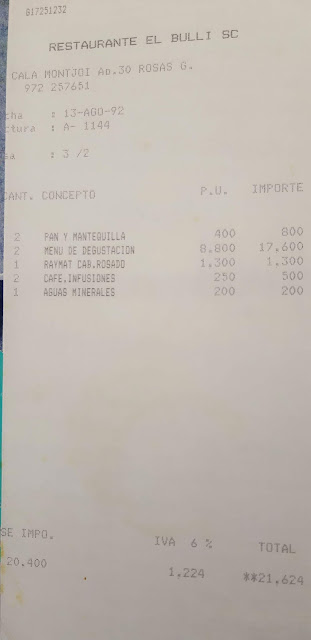 017251232
RESTAURANTE EL BULLI SC
CALA MONTJOI AD.30 ROSAS G.
972 257651
cha : 13-AGO-92
ctura : A- 1144
sa : 3 /2
CANT. CONCEPTO P.U. IMPORTE
2 PAN Y MANTEQUILLA 400 800
2 MENU DE DEGUSTACION 8,800 17,600
1 RAYMAT CAB.ROSADO 1,300 1,300
2 CAFE.INFUSIONES 250 500
1 AGUAS MINERALES 200 200
SE IMPO. IVA 6 % TOTAL
20,400 1,224 **21,624